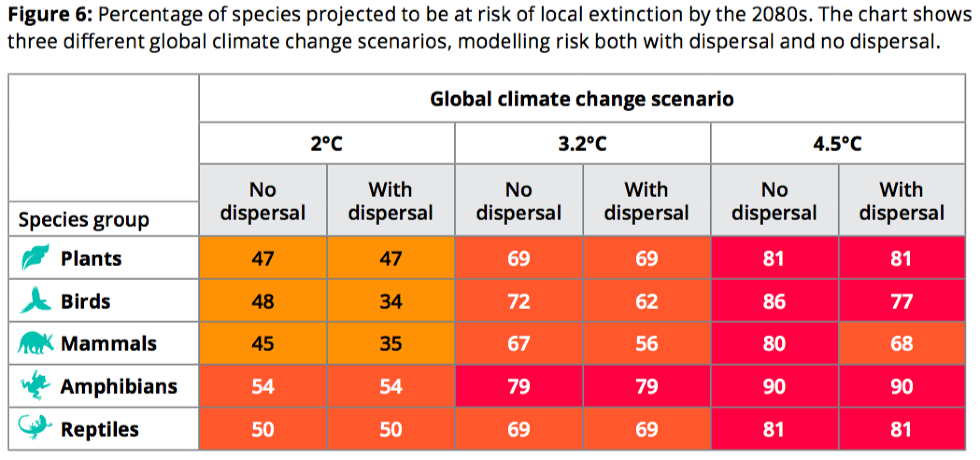 Figure 6: Percentage of species projected to be at risk of local extinction by the 2080s. The chart shows
three different global climate change scenarios, modelling risk both with dispersal and no dispersal.
Global climate change scenario
2°C 3.2°C 4.5°C
Species group No dispersal With dispersal No dispersal With dispersal No dispersal With dispersal
Plants 47 47 69 69 81 81
Birds 48 34 72 62 86 77
Mammals 45 35 67 56 80 68
Amphibians 54 54 79 79 90 90
Reptiles 50 50 69 69 81 81